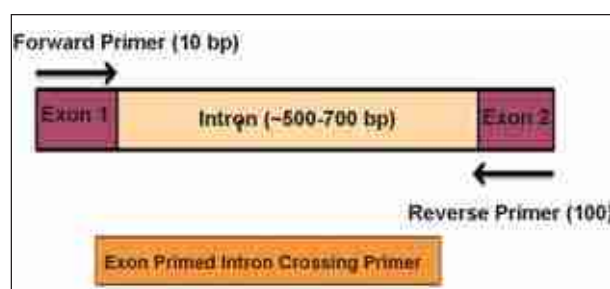 Forward Primer (10 bp)
Exon 1 Intron (~500-700 bp) Exon 2
Reverse Primer (100)
Exon Primed Intron Crossing Primer